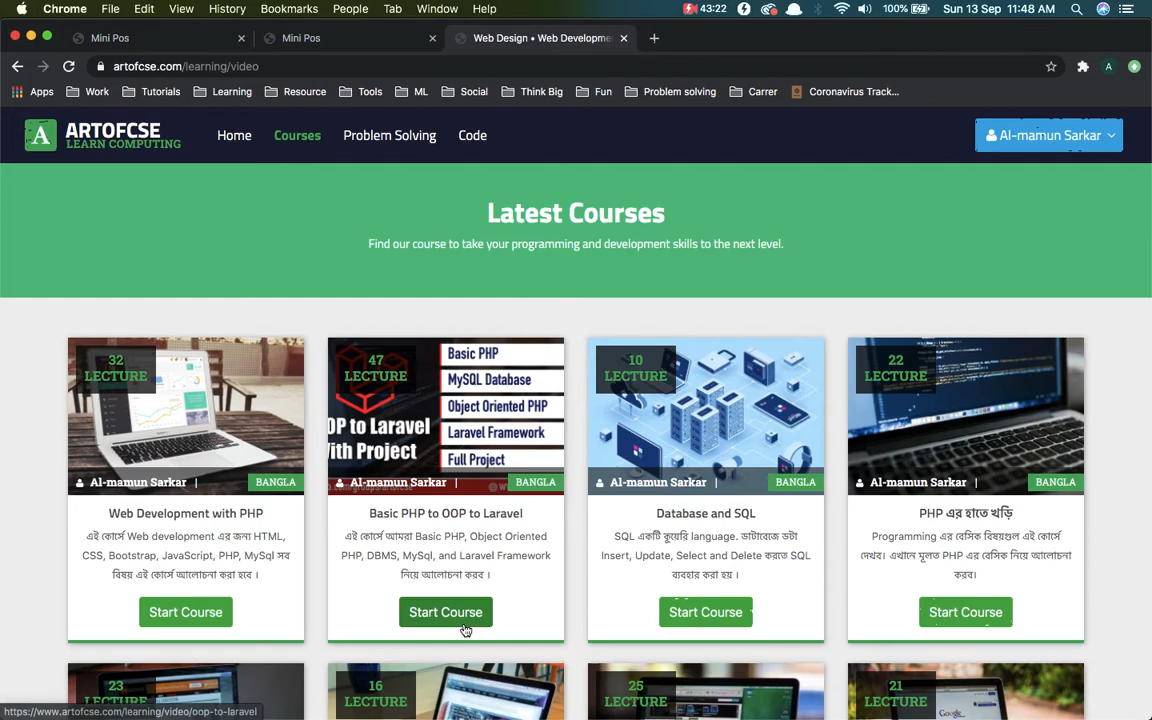 Chrome File Edit View History Bookmarks People Tab Window Help 43:22 100% Sun 13 Sep 11:48 AM
Mini Pos Mini Pos Web Design • Web Developme
artofcse.com/learning/video A
Apps Work Tutorials Learning Resource Tools ML Social Think Big Fun Problem solving Carrer Coronavirus Track...
A ARTOFCSE
LEARN COMPUTING
Home Courses Problem Solving Code Al-mamun Sarkar
Latest Courses
Find our course to take your programming and development skills to the next level.
32
LECTURE
Al-mamun Sarkar | BANGLA
Web Development with PHP
এই কোর্সে Web development এর জন্য HTML,
CSS, Bootstrap, JavaScript, PHP, MySql সব
বিষয় এই কোর্সে আলোচনা করা হবে ।
Start Course
47
LECTURE
Basic PHP
MySQL Database
Object Oriented PHP
OP to Laravel
Laravel Framework
With Project
Full Project
Al-mamun Sarkar | BANGLA
Basic PHP to OOP to Laravel
এই কোর্সে আমরা Basic PHP, Object Oriented
PHP, DBMS, MySql, and Laravel Framework
নিয়ে আলোচনা করব ।
Start Course
10
LECTURE
Al-mamun Sarkar | BANGLA
Database and SQL
SQL একটি কুয়েরি language. ডাটাবেজে ডটা
Insert, Update, Select and Delete করতে SQL
ব্যবহার করা হয় ।
Start Course
22
LECTURE
Al-mamun Sarkar | BANGLA
PHP এর হাতে খড়ি
Programming এর বেসিক বিষয়গুল এই কোর্সে
দেখব। এখানে মূলত PHP এর বেসিক নিয়ে আলোচনা
করব।
Start Course
23
LECTURE
16
LECTURE
25
LECTURE
21
LECTURE
Google
https://www.artofcse.com/learning/video/oop-to-laravel